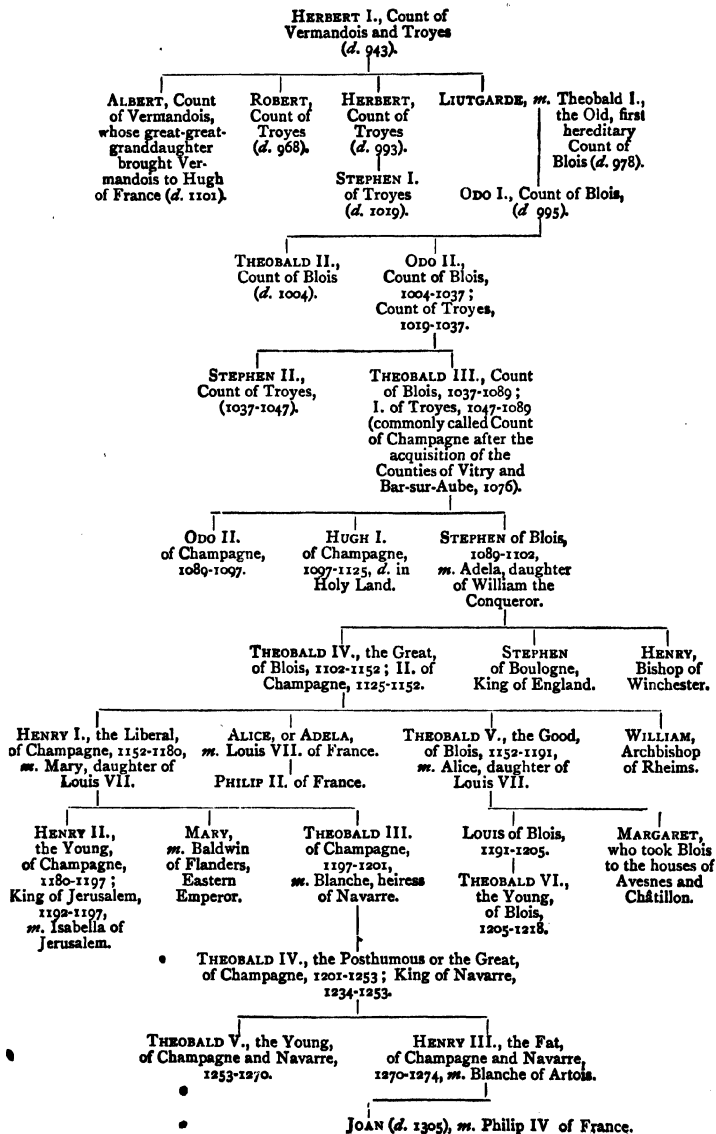 HERBERT I., Count of
Vermandois and Troyes
(d. 943).
ALBERT, Count
of Vermandois,
whose great-great-
granddaughter
brought Ver-
mandois to Hugh
of France (d. 1101).
ROBERT,
Count of
Troyes
(d. 968).
HERBERT,
Count of
Troyes
(d. 993).
STEPHEN I.
of Troyes
(d. 1019).
LIUTGARDE, m. Theobald I.,
the Old, first
hereditary
Count of
Blois (d. 978).
ODO I., Count of Blois,
(d 995).
THEOBALD II.,
Count of Blois
(d. 1004).
ODO II.,
Count of Blois,
1004-1037 ;
Count of Troyes,
1019-1037.
STEPHEN II.,
Count of Troyes,
(1037-1047).
THEOBALD III., Count
of Blois, 1037-1089 ;
I. of Troyes, 1047-1089
(commonly called Count
of Champagne after the
acquisition of the
Counties of Vitry and
Bar-sur-Aube, 1076).
ODO II.
of Champagne,
1089-1097.
HUGH I.
of Champagne,
1097-1125, d. in
Holy Land.
STEPHEN of Blois,
1089-1102,
m. Adela, daughter
of William the
Conqueror.
THEOBALD IV., the Great,
of Blois, 1102-1152 ; II. of
Champagne, 1125-1152.
STEPHEN
of Boulogne,
King of England.
HENRY,
Bishop of
Winchester.
HENRY I., the Liberal,
of Champagne, 1152-1180,
m. Mary, daughter of
Louis VII.
ALICE, or ADELA,
m. Louis VII. of France.
PHILIP II. of France.
THEOBALD V., the Good,
of Blois, 1152-1191,
m. Alice, daughter of
Louis VII.
WILLIAM,
Archbishop
of Rheims.
HENRY II.,
the Young,
of Champagne,
1180-1197 ;
King of Jerusalem,
1192-1197,
m. Isabella of
Jerusalem.
MARY,
m. Baldwin
of Flanders,
Eastern
Emperor.
THEOBALD III.
of Champagne,
1197-1201,
m. Blanche, heiress
of Navarre.
LOUIS of Blois,
1191-1205.
THEOBALD VI.,
the Young,
of Blois,
1205-1218.
MARGARET,
who took Blois
to the houses of
Avesnes and
Châtillon.
THEOBALD IV., the Posthumous or the Great,
of Champagne, 1201-1253 ; King of Navarre,
1234-1253.
THEOBALD V., the Young,
of Champagne and Navarre,
1253-1270.
HENRY III., the Fat,
of Champagne and Navarre,
1270-1274, m. Blanche of Artois.
JOAN (d. 1305), m. Philip IV of France.